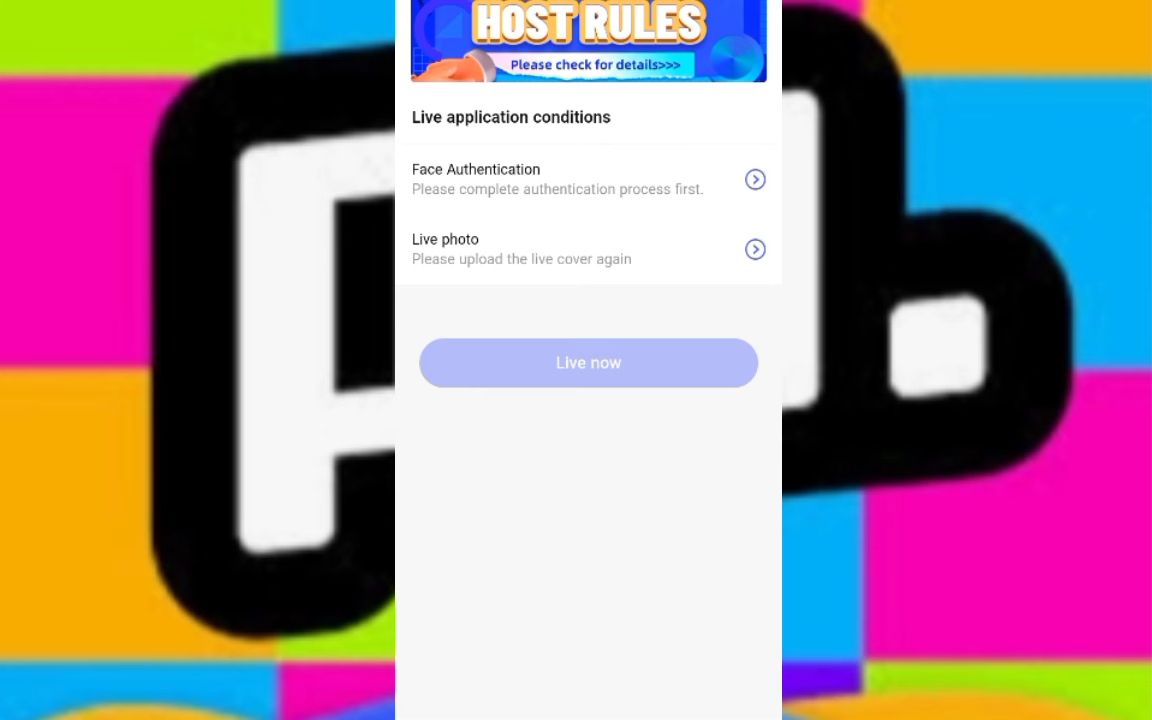 HOST RULES
Please check for details>>>
Live application conditions
Face Authentication
Please complete authentication process first.
Live photo
Please upload the live cover again
Live now